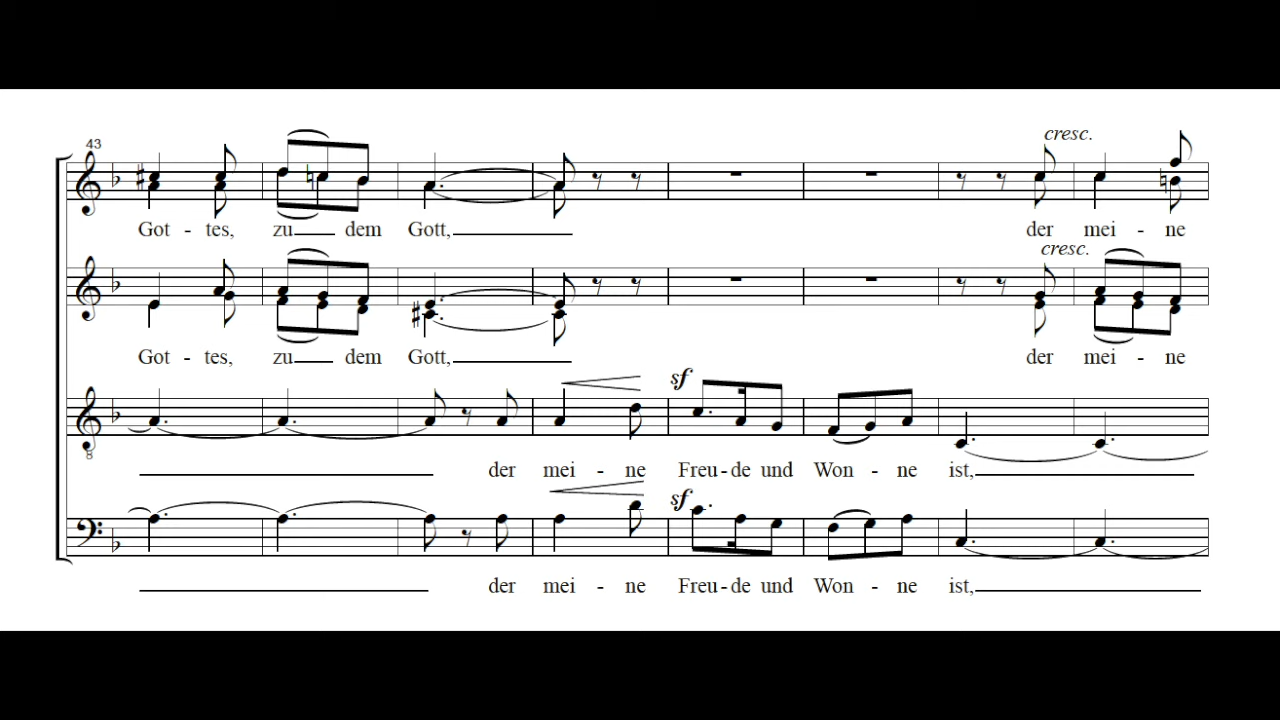 43
cresc.
Got - tes, zu dem Gott, der mei - ne
cresc.
Got - tes, zu dem Gott, der mei - ne
sf
der mei - ne Freu - de und Won - ne ist,
sf
der mei - ne Freu - de und Won - ne ist,